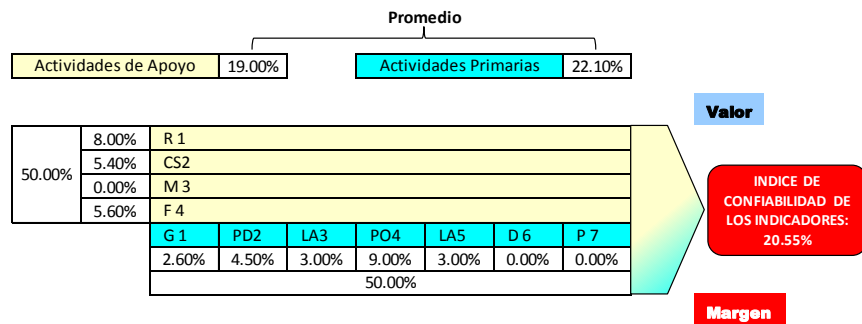 Promedio
Actividades de Apoyo 19.00% Actividades Primarias 22.10%
Valor
50.00%
8.00% R 1
5.40% CS2
0.00% M 3
5.60% F 4
G 1 PD2 LA3 PO4 LA5 D 6 P 7
2.60% 4.50% 3.00% 9.00% 3.00% 0.00% 0.00%
50.00%
INDICE DE
CONFIABILIDAD DE
LOS INDICADORES:
20.55%
Margen